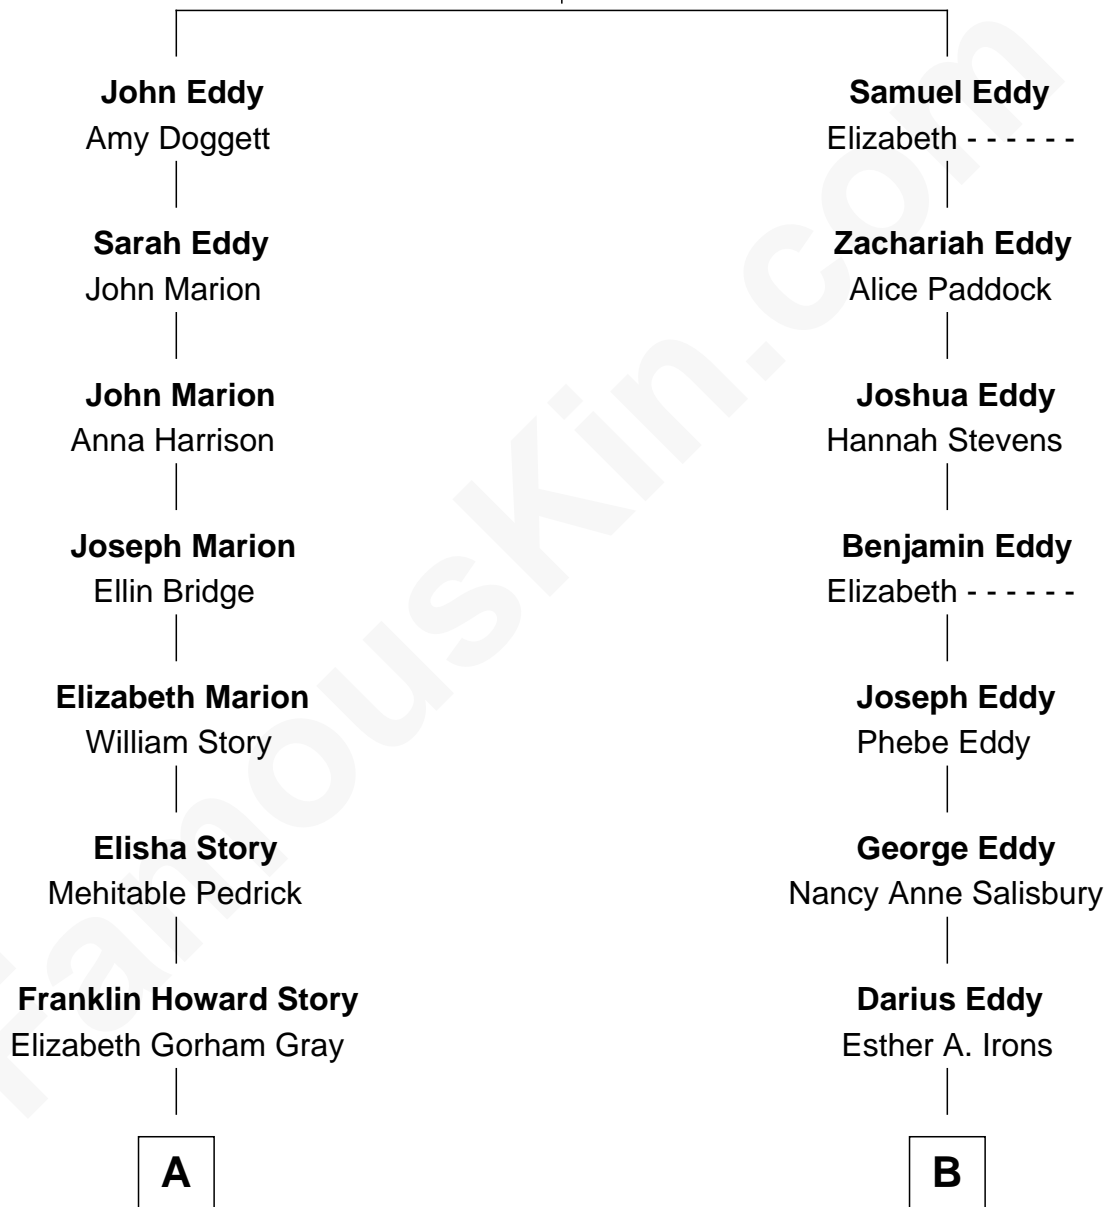 John Eddy
Amy Doggett
Sarah Eddy
John Marion
John Marion
Anna Harrison
Joseph Marion
Ellin Bridge
Elizabeth Marion
William Story
Elisha Story
Mehitable Pedrick
Franklin Howard Story
Elizabeth Gorham Gray
A
Samuel Eddy
Elizabeth - - - - - -
Zachariah Eddy
Alice Paddock
Joshua Eddy
Hannah Stevens
Benjamin Eddy
Elizabeth - - - - - -
Joseph Eddy
Phebe Eddy
George Eddy
Nancy Anne Salisbury
Darius Eddy
Esther A. Irons
B
FamousKin.com